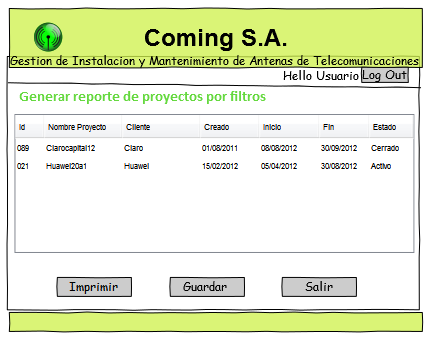 Coming S.A.
Gestion de Instalacion y Mantenimiento de Antenas de Telecomunicaciones
Hello Usuario Log Out
Generar reporte de proyectos por filtros
Id Nombre Proyecto Cliente Creado Inicio Fin Estado
089 Clarocapital12 Claro 01/08/2011 08/08/2012 30/09/2012 Cerrado
021 Huawei20a1 Huawei 15/02/2012 05/04/2012 30/08/2012 Activo
Imprimir Guardar Salir